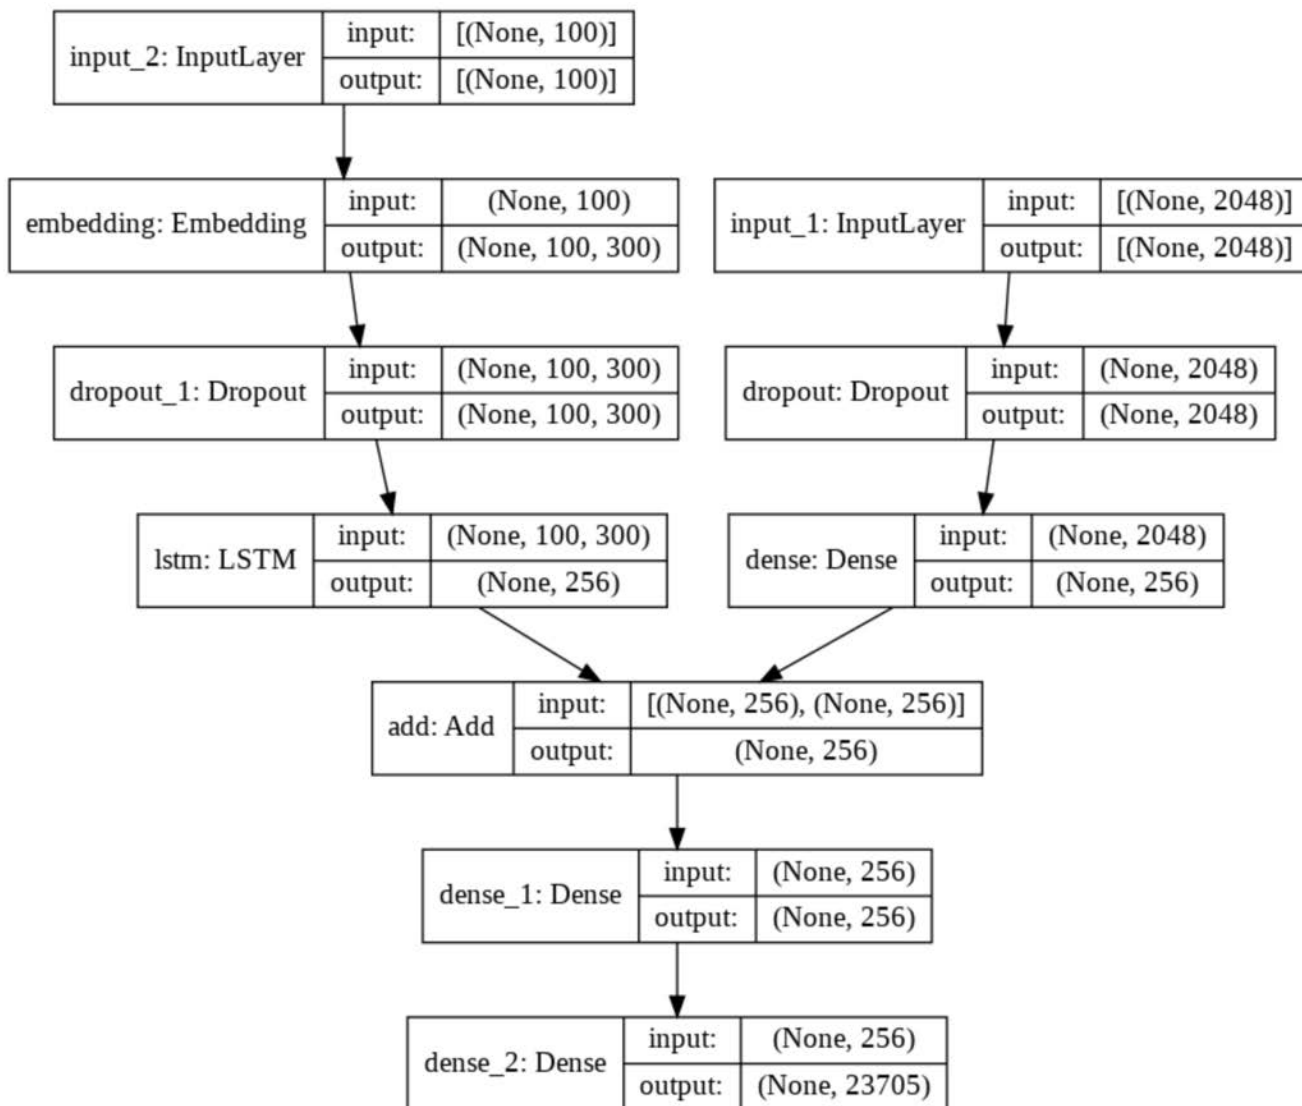 input_2: InputLayer
input: [(None, 100)]
output: [(None, 100)]
embedding: Embedding
input: (None, 100)
output: (None, 100, 300)
input_1: InputLayer
input: [(None, 2048)]
output: [(None, 2048)]
dropout_1: Dropout
input: (None, 100, 300)
output: (None, 100, 300)
dropout: Dropout
input: (None, 2048)
output: (None, 2048)
lstm: LSTM
input: (None, 100, 300)
output: (None, 256)
dense: Dense
input: (None, 2048)
output: (None, 256)
add: Add
input: [(None, 256), (None, 256)]
output: (None, 256)
dense_1: Dense
input: (None, 256)
output: (None, 256)
dense_2: Dense
input: (None, 256)
output: (None, 23705)